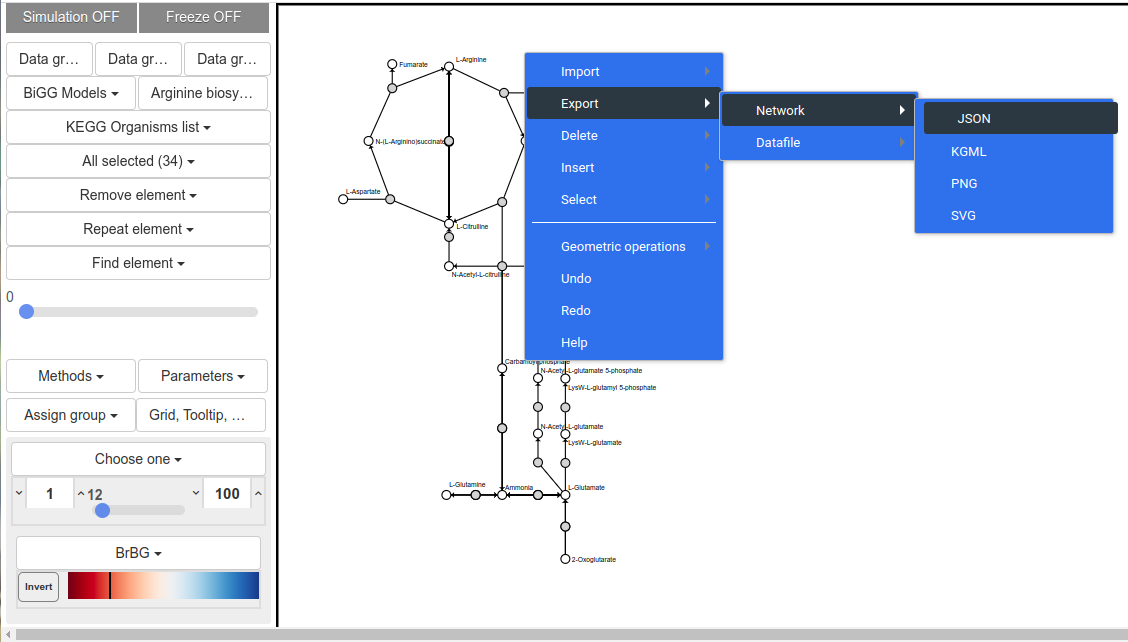 Simulation OFF
Freeze OFF
Data gr…
Data gr…
Data gr…
BiGG Models
Arginine biosy…
KEGG Organisms list
All selected (34)
Remove element
Repeat element
Find element
0
Methods
Parameters
Assign group
Grid, Tooltip, …
Choose one
1
12
100
BrBG
Invert
Fumarate
L-Arginine
N-(L-Arginino)succinate
L-Aspartate
L-Citrulline
N-Acetyl-L-citrulline
Carbamoyl phosphate
N-Acetyl-L-glutamate 5-phosphate
LysW-L-glutamyl 5-phosphate
N-Acetyl-L-glutamate
LysW-L-glutamate
L-Glutamine
Ammonia
L-Glutamate
2-Oxoglutarate
Import
Export
Delete
Insert
Select
Geometric operations
Undo
Redo
Help
Network
Datafile
JSON
KGML
PNG
SVG